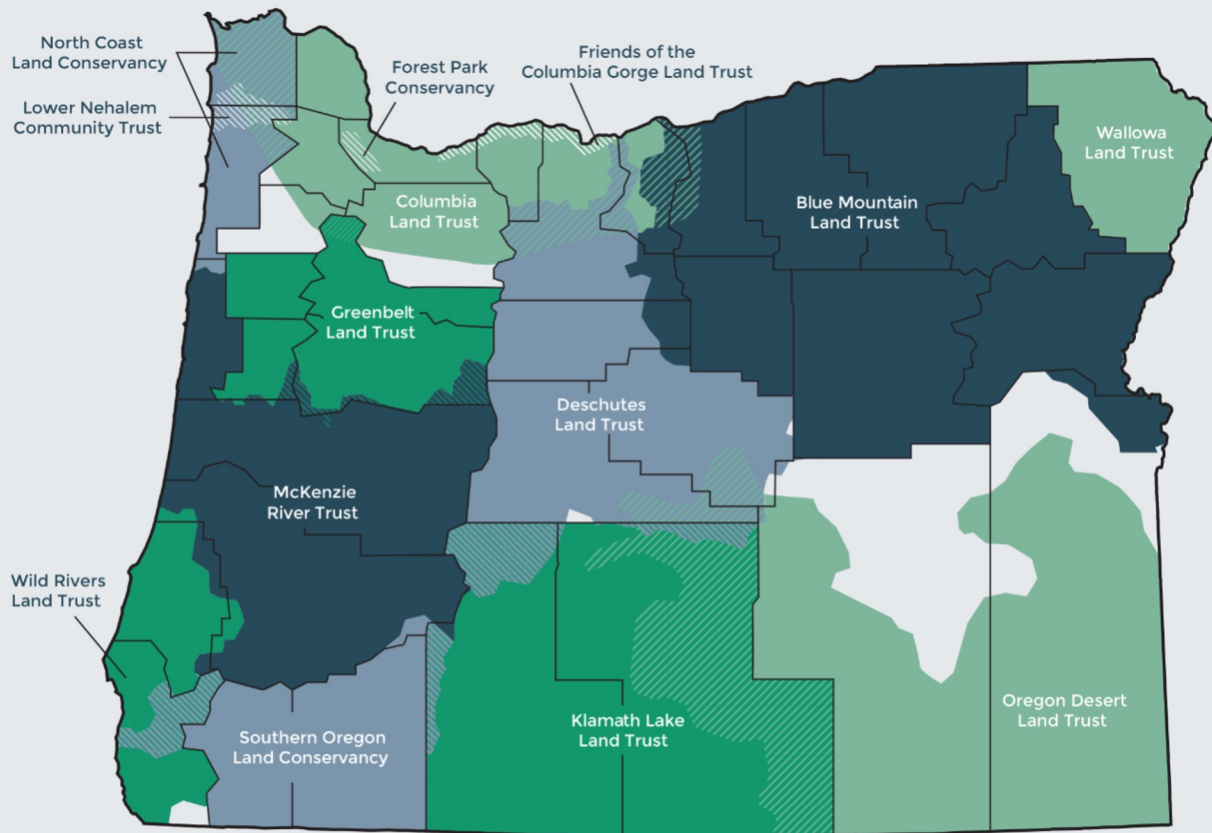 North Coast
Land Conservancy
Lower Nehalem
Community Trust
Forest Park
Conservancy
Friends of the
Columbia Gorge Land Trust
Wallowa
Land Trust
Columbia
Land Trust
Blue Mountain
Land Trust
Greenbelt
Land Trust
Deschutes
Land Trust
McKenzie
River Trust
Wild Rivers
Land Trust
Southern Oregon
Land Conservancy
Klamath Lake
Land Trust
Oregon Desert
Land Trust